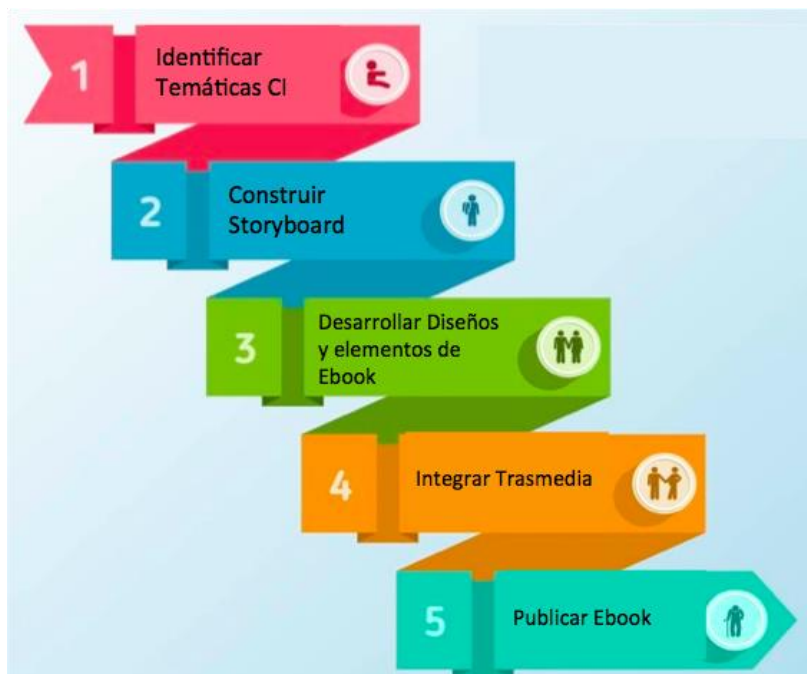 1
Identificar
Temáticas CI
2
Construir
Storyboard
3
Desarrollar Diseños
y elementos de
Ebook
4
Integrar Trasmedia
5
Publicar Ebook